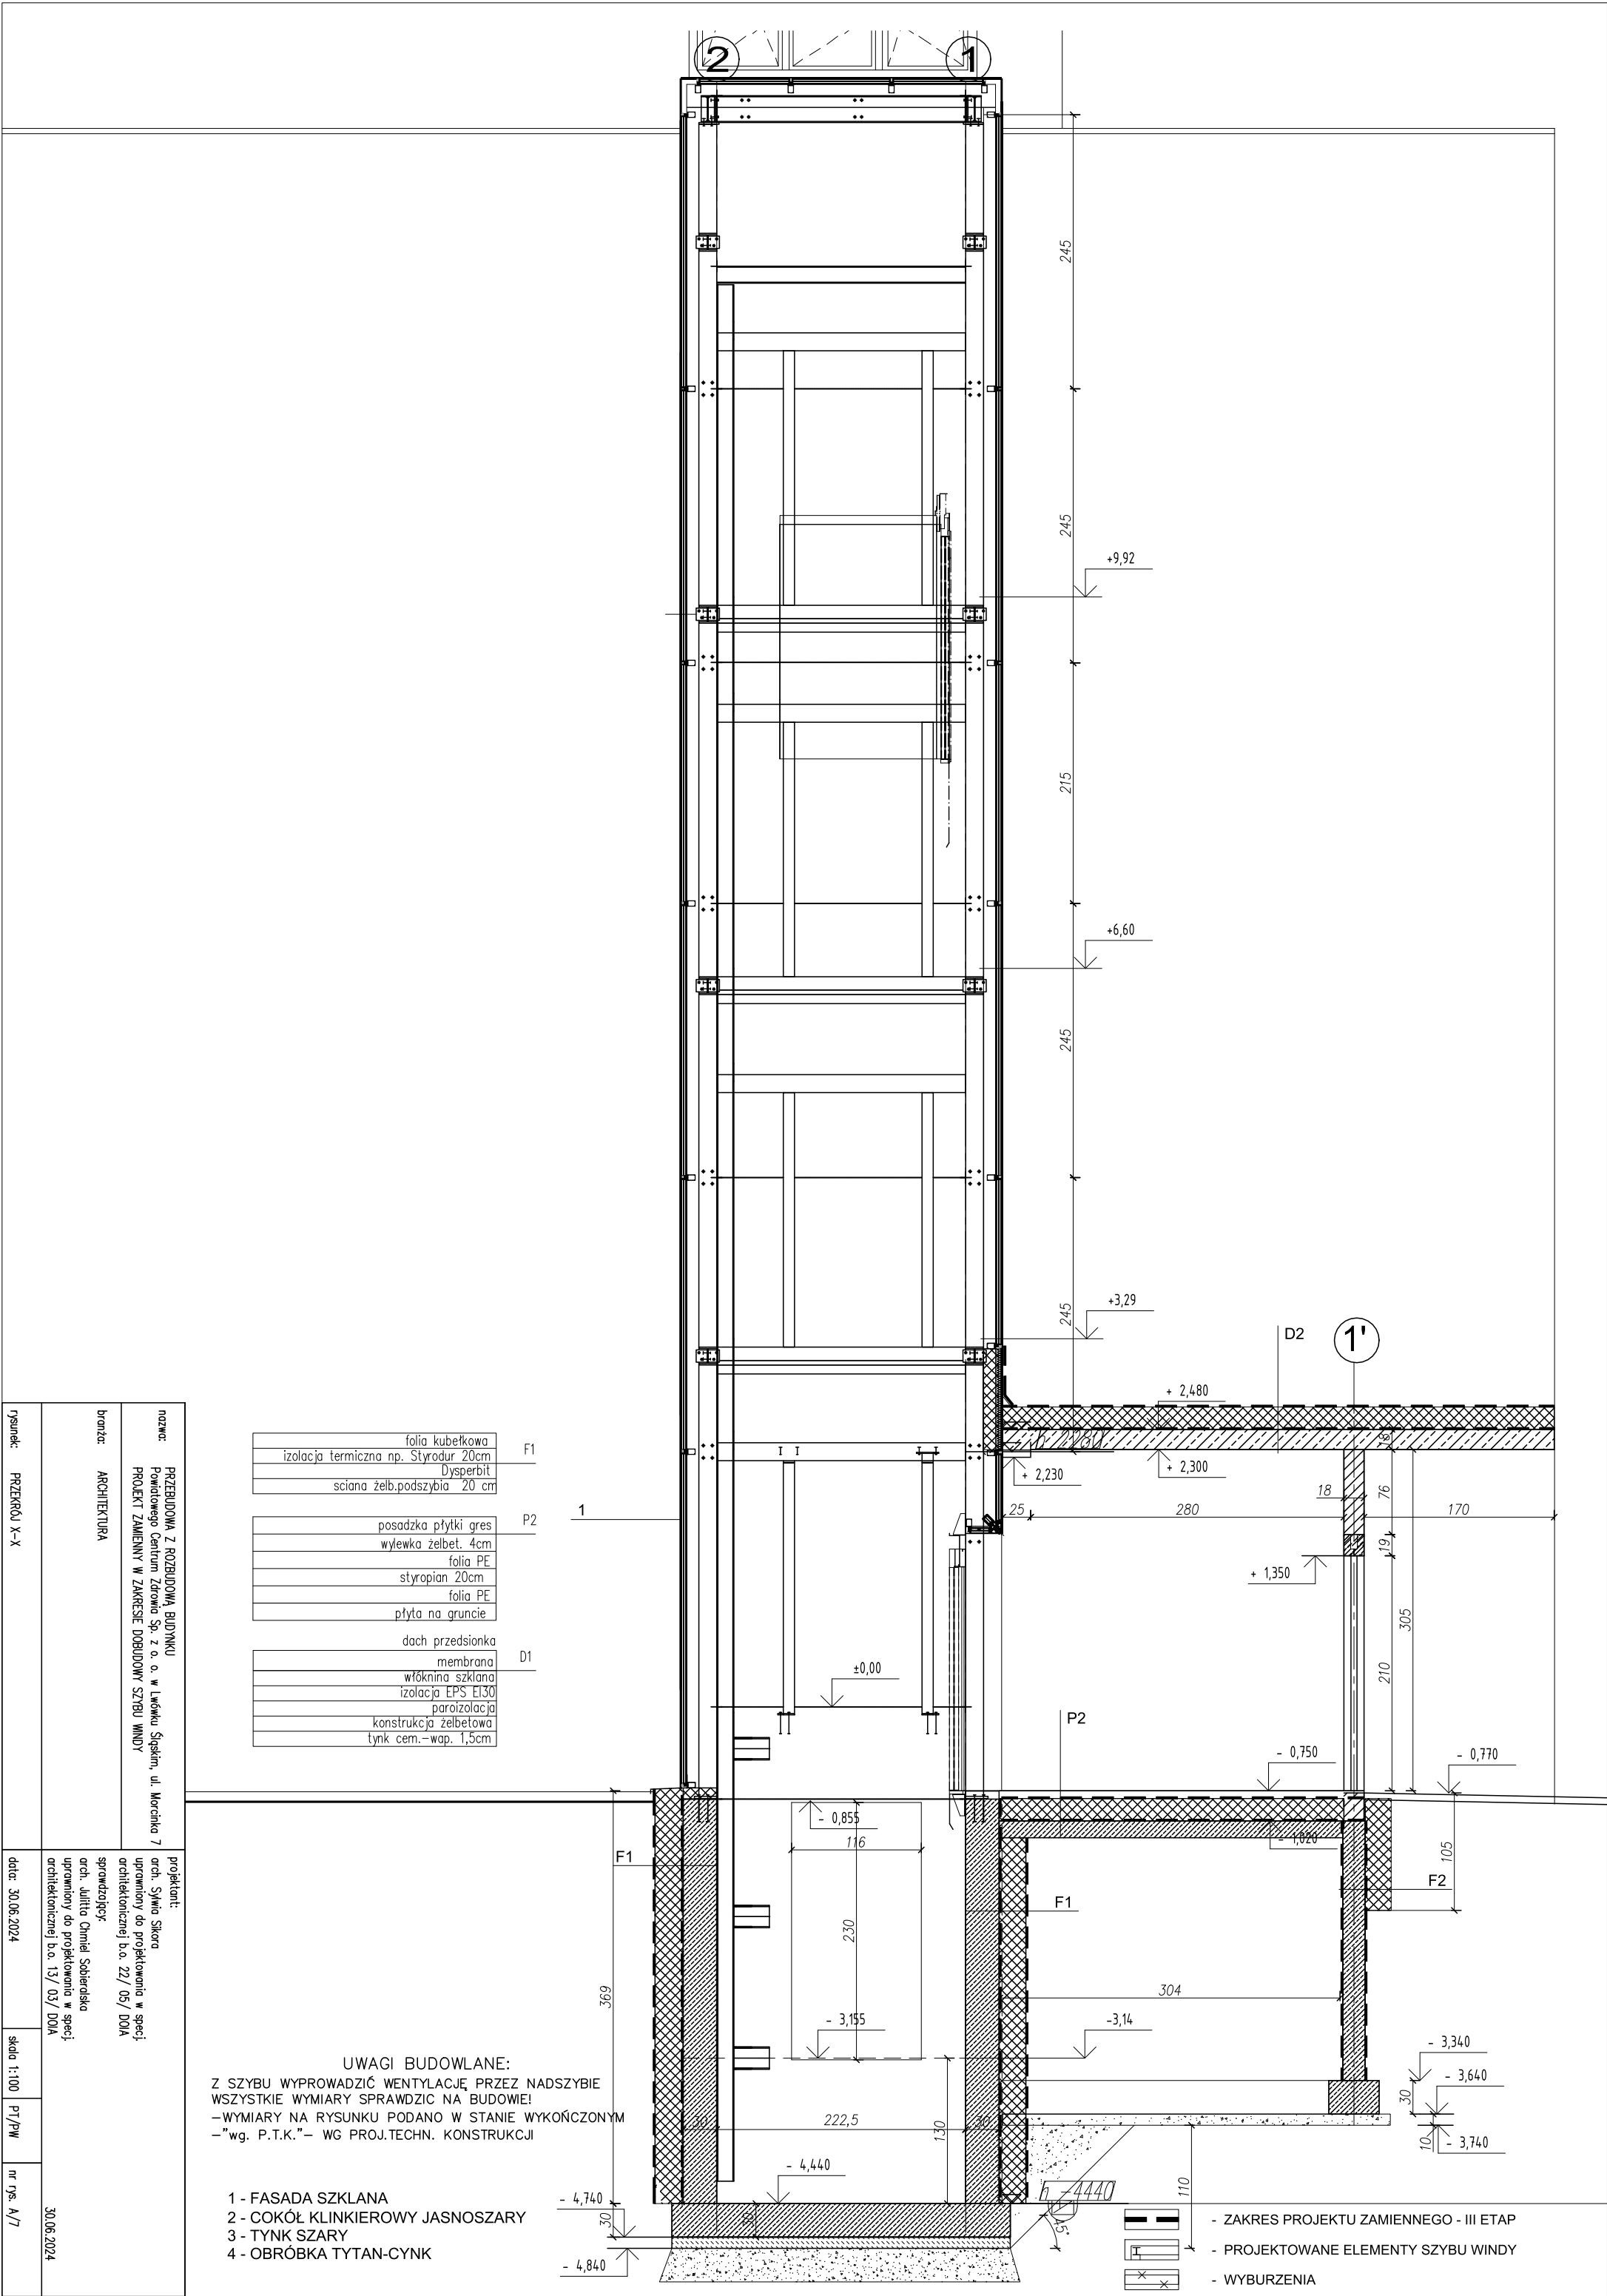 2
1
245
245
+9,92
215
+6,60
245
+3,29
245
D2
1'
+ 2,480
h 2280
18
+ 2,230
+ 2,300
25
280
18
76
170
19
+ 1,350
305
210
folia kubełkowa
F1
izolacja termiczna np. Styrodur 20cm
Dysperbit
sciana żelb.podszybia 20 cm
posadzka płytki gres
P2
wylewka żelbet. 4cm
folia PE
styropian 20cm
folia PE
płyta na gruncie
dach przedsionka
membrana
D1
włóknina szklana
izolacja EPS EI30
paroizolacja
konstrukcja żelbetowa
tynk cem.-wap. 1,5cm
1
±0,00
P2
- 0,750
- 0,770
- 0,855
116
- 1,020
105
F1
F1
F2
230
369
304
- 3,155
-3,14
- 3,340
- 3,640
30
30
222,5
30
130
10
- 3,740
- 4,440
110
h -4440
45°
- 4,740
30
30
- 4,840
UWAGI BUDOWLANE:
Z SZYBU WYPROWADZIĆ WENTYLACJĘ PRZEZ NADSZYBIE
WSZYSTKIE WYMIARY SPRAWDZIC NA BUDOWIE!
-WYMIARY NA RYSUNKU PODANO W STANIE WYKOŃCZONYM
-"wg. P.T.K."- WG PROJ.TECHN. KONSTRUKCJI
1 - FASADA SZKLANA
2 - COKÓŁ KLINKIEROWY JASNOSZARY
3 - TYNK SZARY
4 - OBRÓBKA TYTAN-CYNK
- ZAKRES PROJEKTU ZAMIENNEGO - III ETAP
- PROJEKTOWANE ELEMENTY SZYBU WINDY
- WYBURZENIA
nazwa:
PRZEBUDOWA Z ROZBUDOWĄ BUDYNKU
Powiatowego Centrum Zdrowia Sp. z o. o. w Lwówku Śląskim, ul. Morcinka 7
PROJEKT ZAMIENNY W ZAKRESIE DOBUDOWY SZYBU WINDY
branża: ARCHITEKTURA
rysunek: PRZEKRÓJ X-X
projektant:
arch. Sylwia Sikora
uprawniony do projektowania w specj.
architektonicznej b.o. 22/ 05/ DOIA
sprawdzający:
arch. Julitta Chmiel Sobieralska
uprawniony do projektowania w specj.
architektonicznej b.o. 13/ 03/ DOIA
30.06.2024
data: 30.06.2024
skala 1:100
PT/PW
nr rys. A/7